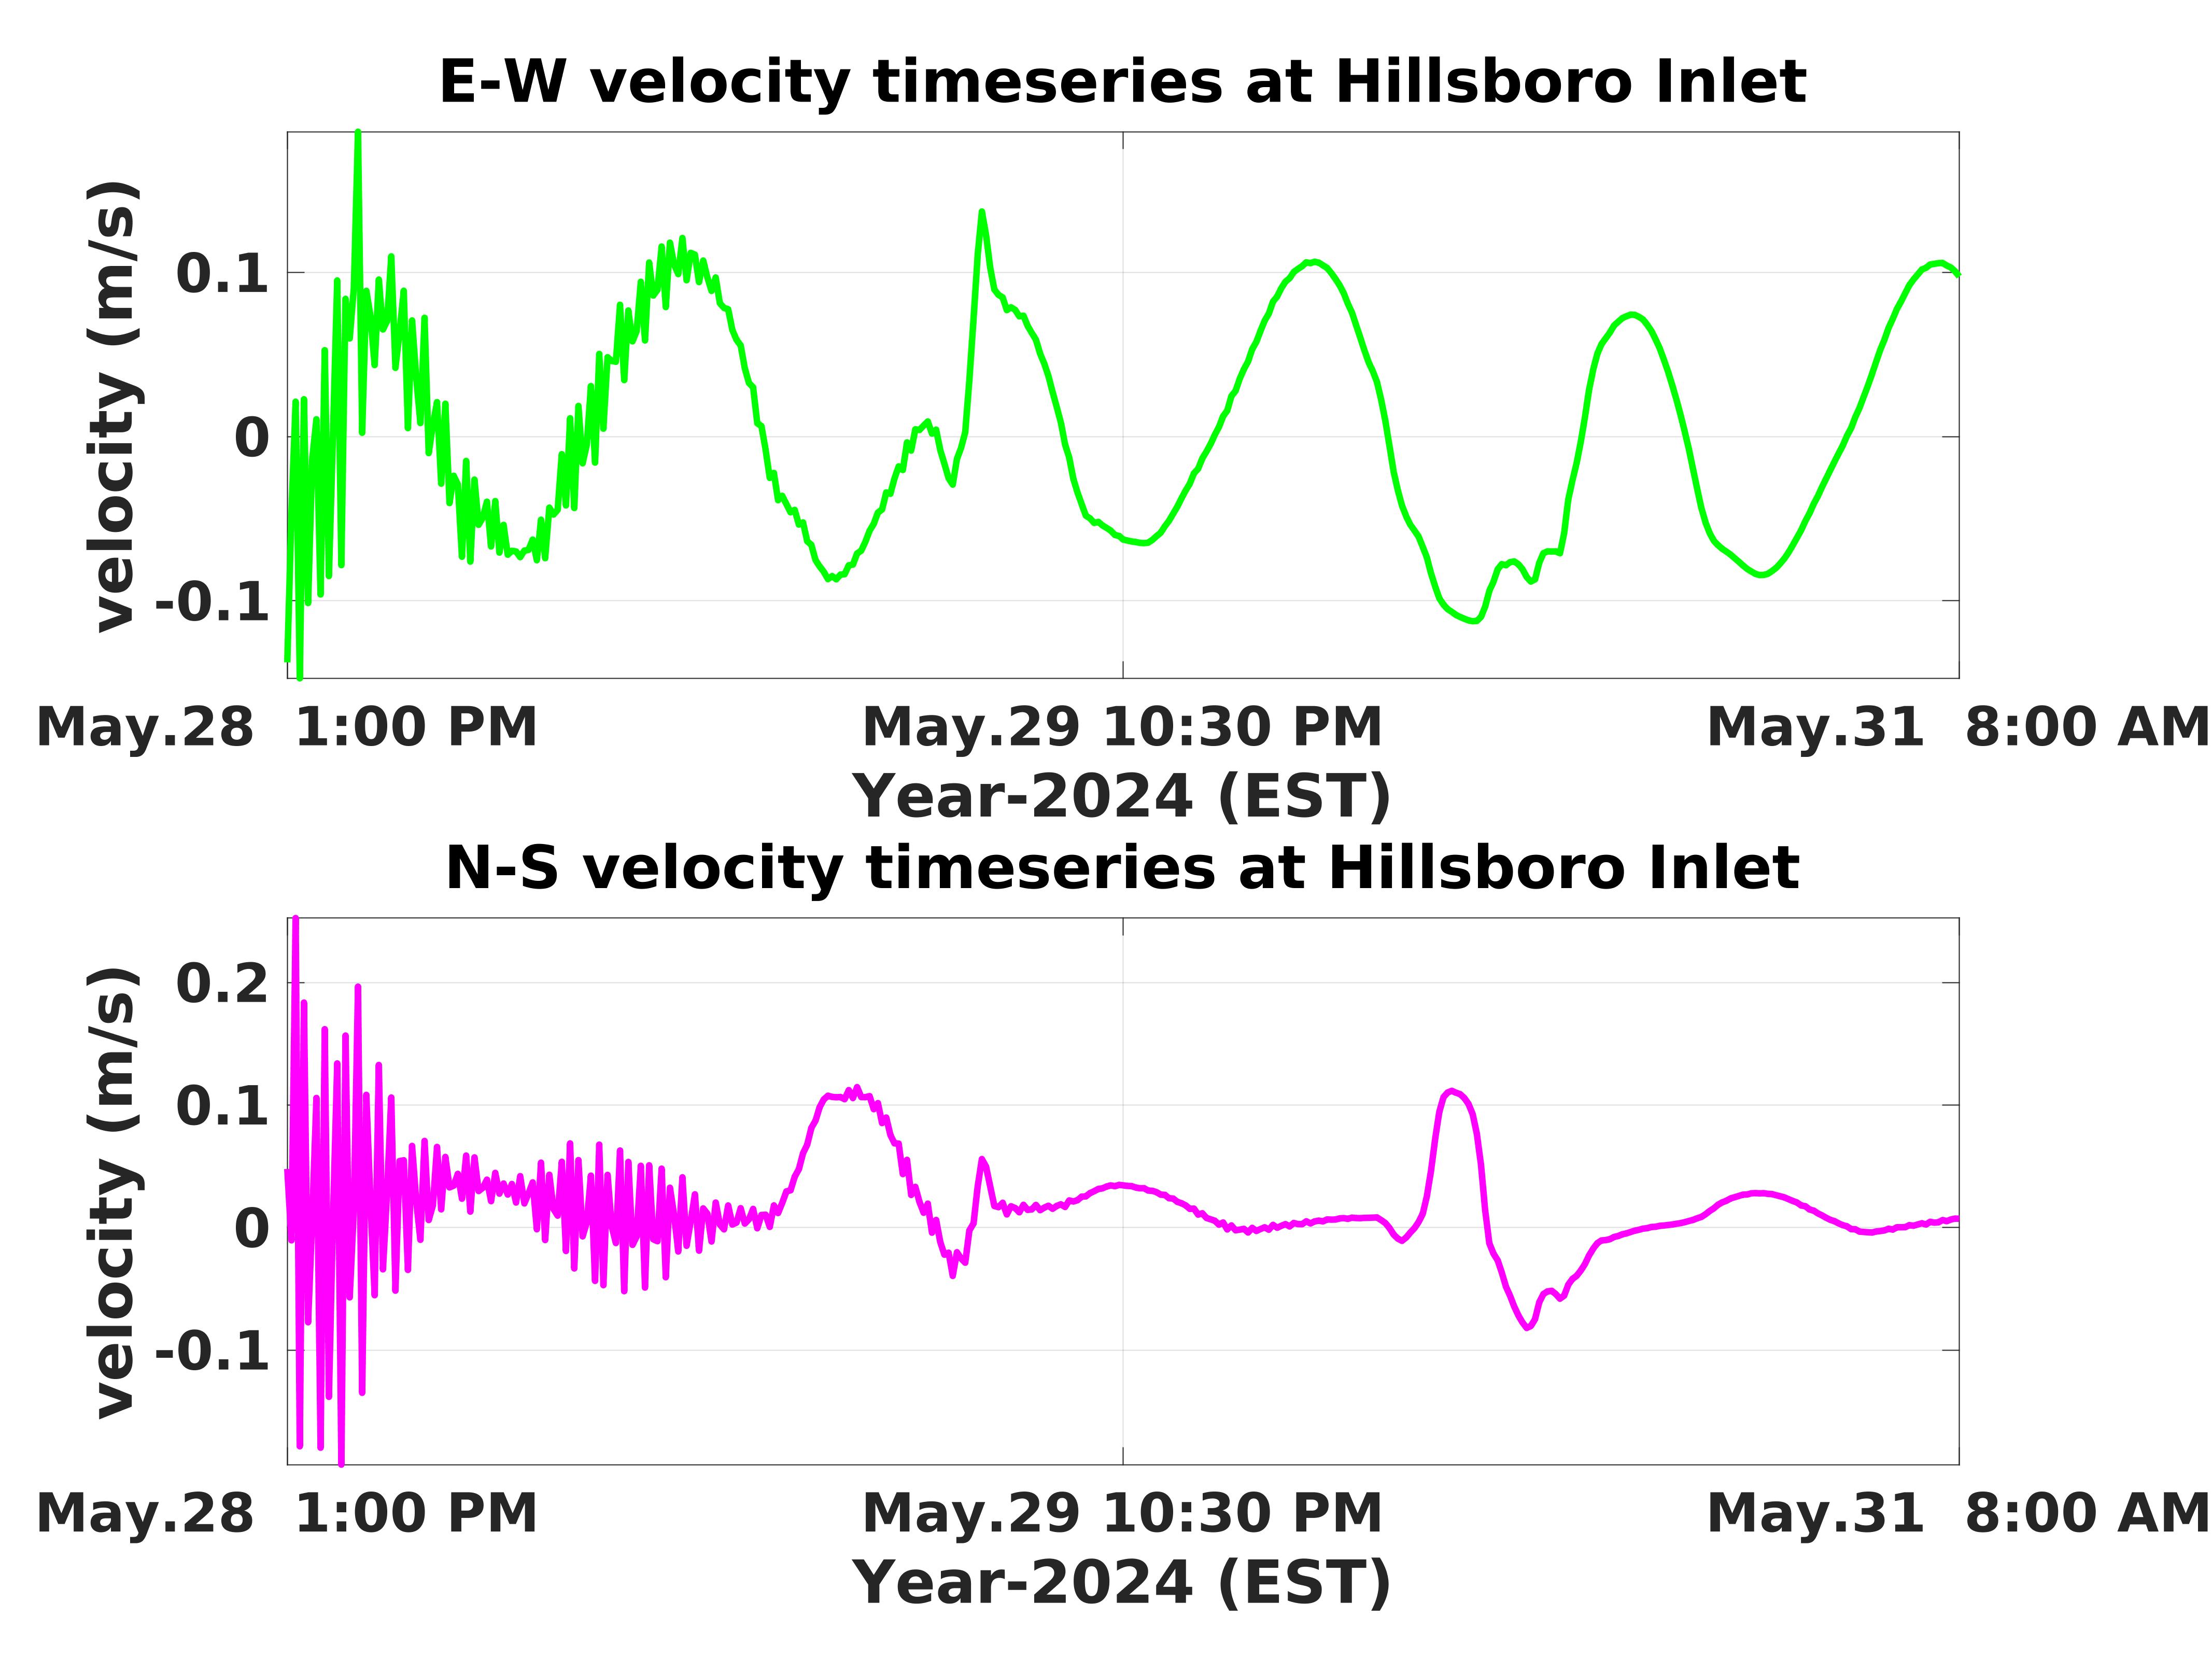 E-W velocity timeseries at Hillsboro Inlet
velocity (m/s)
0.1
0
-0.1
May.28  1:00 PM
May.29 10:30 PM
May.31  8:00 AM
Year-2024 (EST)
N-S velocity timeseries at Hillsboro Inlet
velocity (m/s)
0.2
0.1
0
-0.1
May.28  1:00 PM
May.29 10:30 PM
May.31  8:00 AM
Year-2024 (EST)